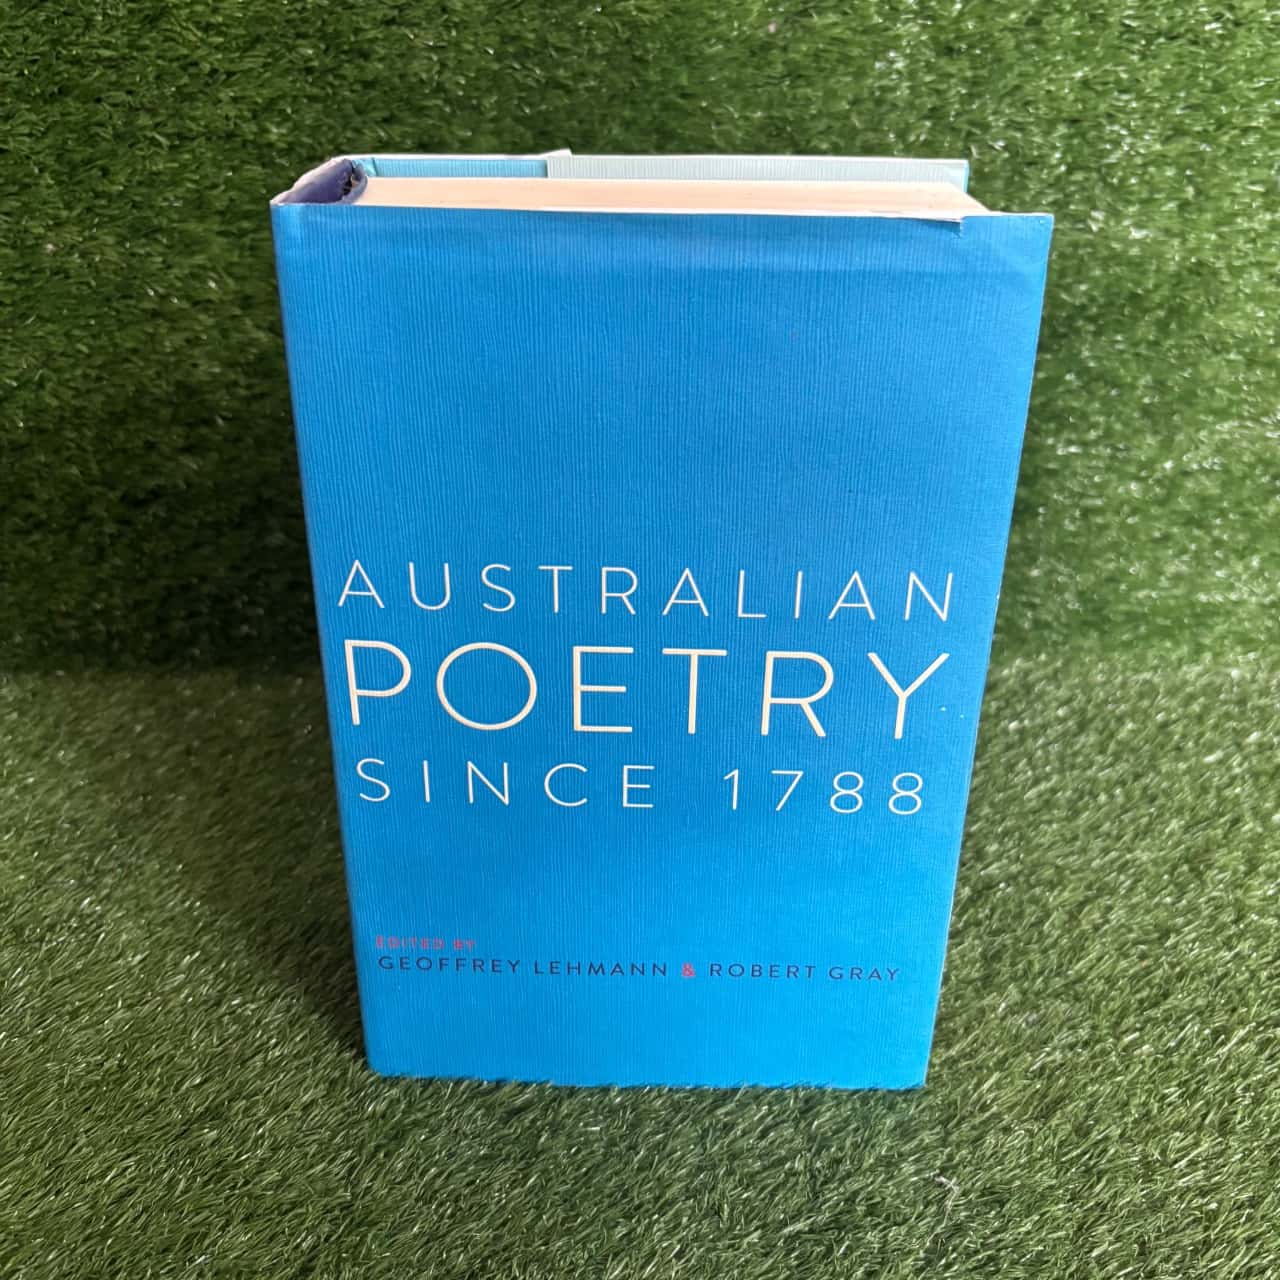 AUSTRALIAN
POETRY
SINCE 1788
EDITED BY
GEOFFREY LEHMANN & ROBERT GRAY